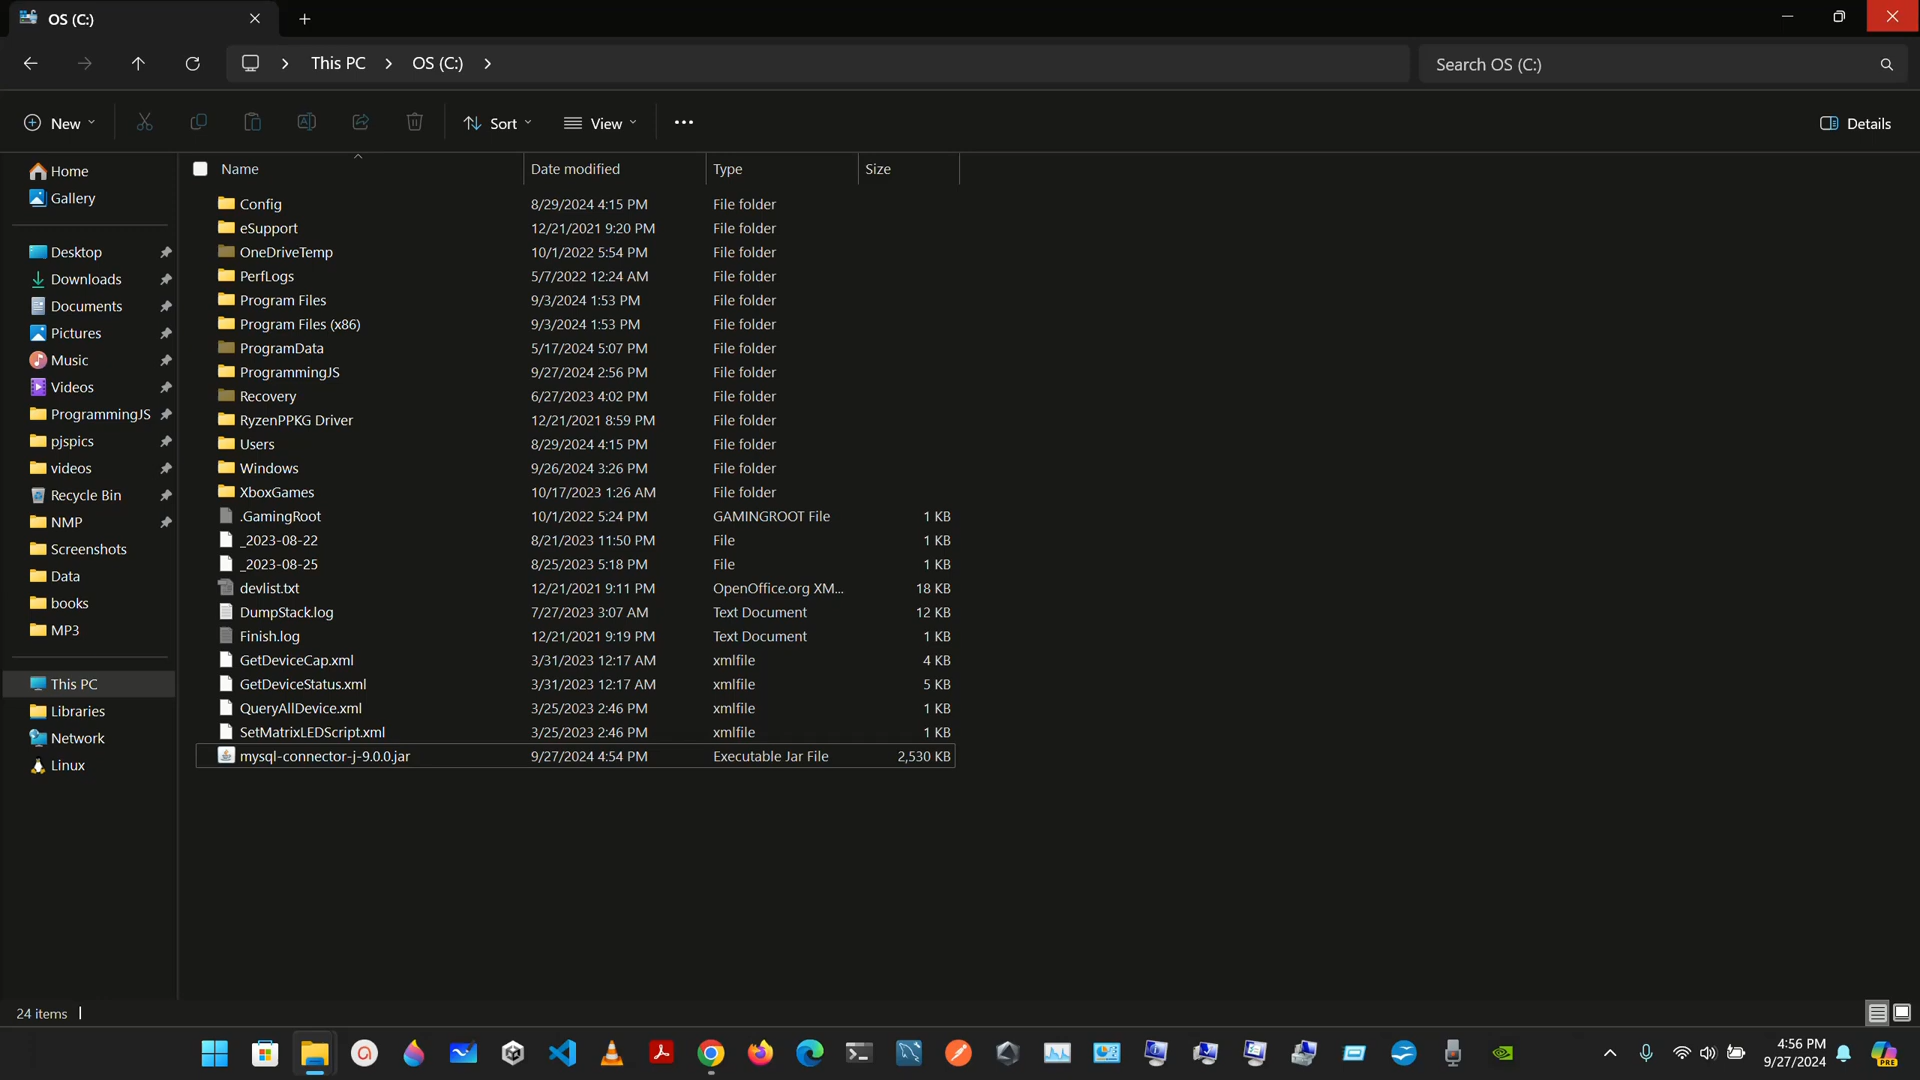 OS (C:)
This PC OS (C:)
Search OS (C:)
New Sort View Details
Name Date modified Type Size
Home
Gallery
Desktop
Downloads
Documents
Pictures
Music
Videos
ProgrammingJS
pjspics
videos
Recycle Bin
NMP
Screenshots
Data
books
MP3
This PC
Libraries
Network
Linux
Config 8/29/2024 4:15 PM File folder
eSupport 12/21/2021 9:20 PM File folder
OneDriveTemp 10/1/2022 5:54 PM File folder
PerfLogs 5/7/2022 12:24 AM File folder
Program Files 9/3/2024 1:53 PM File folder
Program Files (x86) 9/3/2024 1:53 PM File folder
ProgramData 5/17/2024 5:07 PM File folder
ProgrammingJS 9/27/2024 2:56 PM File folder
Recovery 6/27/2023 4:02 PM File folder
RyzenPPKG Driver 12/21/2021 8:59 PM File folder
Users 8/29/2024 4:15 PM File folder
Windows 9/26/2024 3:26 PM File folder
XboxGames 10/17/2023 1:26 AM File folder
.GamingRoot 10/1/2022 5:24 PM GAMINGROOT File 1 KB
_2023-08-22 8/21/2023 11:50 PM File 1 KB
_2023-08-25 8/25/2023 5:18 PM File 1 KB
devlist.txt 12/21/2021 9:11 PM OpenOffice.org XM... 18 KB
DumpStack.log 7/27/2023 3:07 AM Text Document 12 KB
Finish.log 12/21/2021 9:19 PM Text Document 1 KB
GetDeviceCap.xml 3/31/2023 12:17 AM xmlfile 4 KB
GetDeviceStatus.xml 3/31/2023 12:17 AM xmlfile 5 KB
QueryAllDevice.xml 3/25/2023 2:46 PM xmlfile 1 KB
SetMatrixLEDScript.xml 3/25/2023 2:46 PM xmlfile 1 KB
mysql-connector-j-9.0.0.jar 9/27/2024 4:54 PM Executable Jar File 2,530 KB
24 items
4:56 PM
9/27/2024
PRE